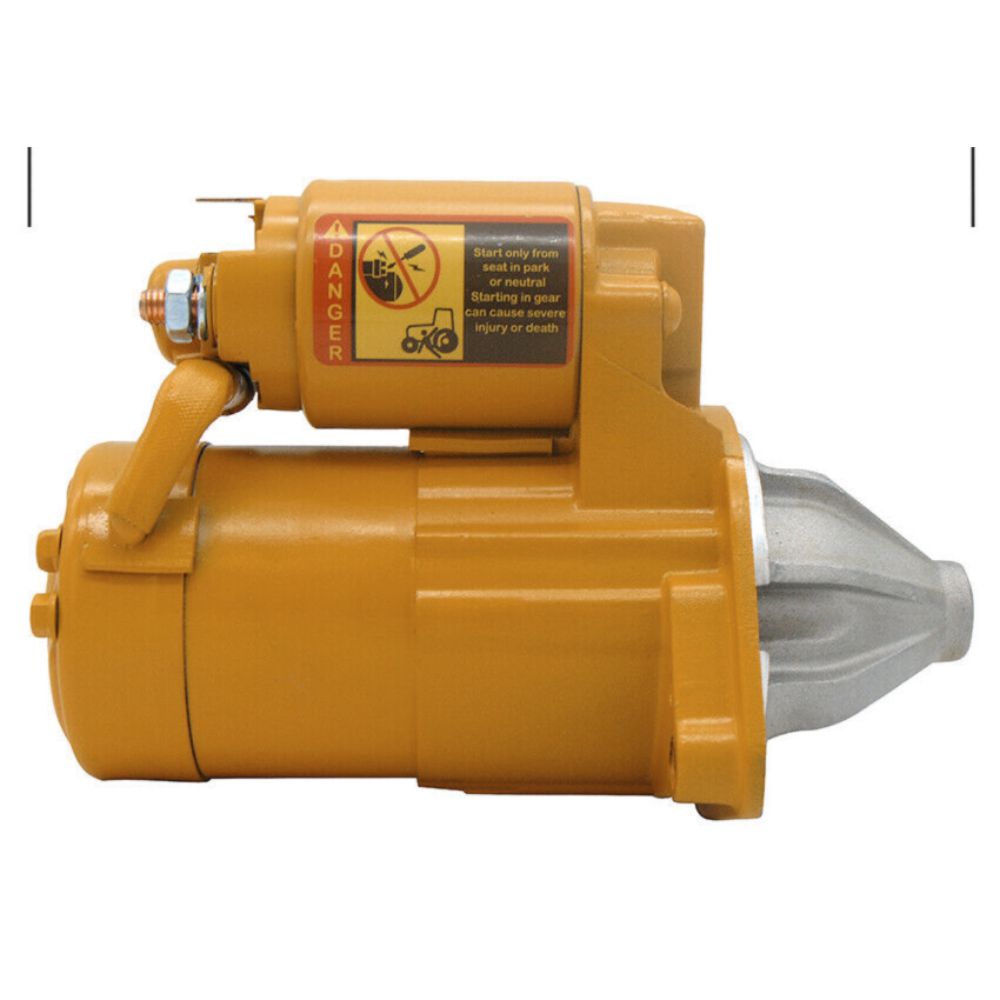 DANGER
Start only from
seat in park
or neutral
Starting in gear
can cause severe
injury or death